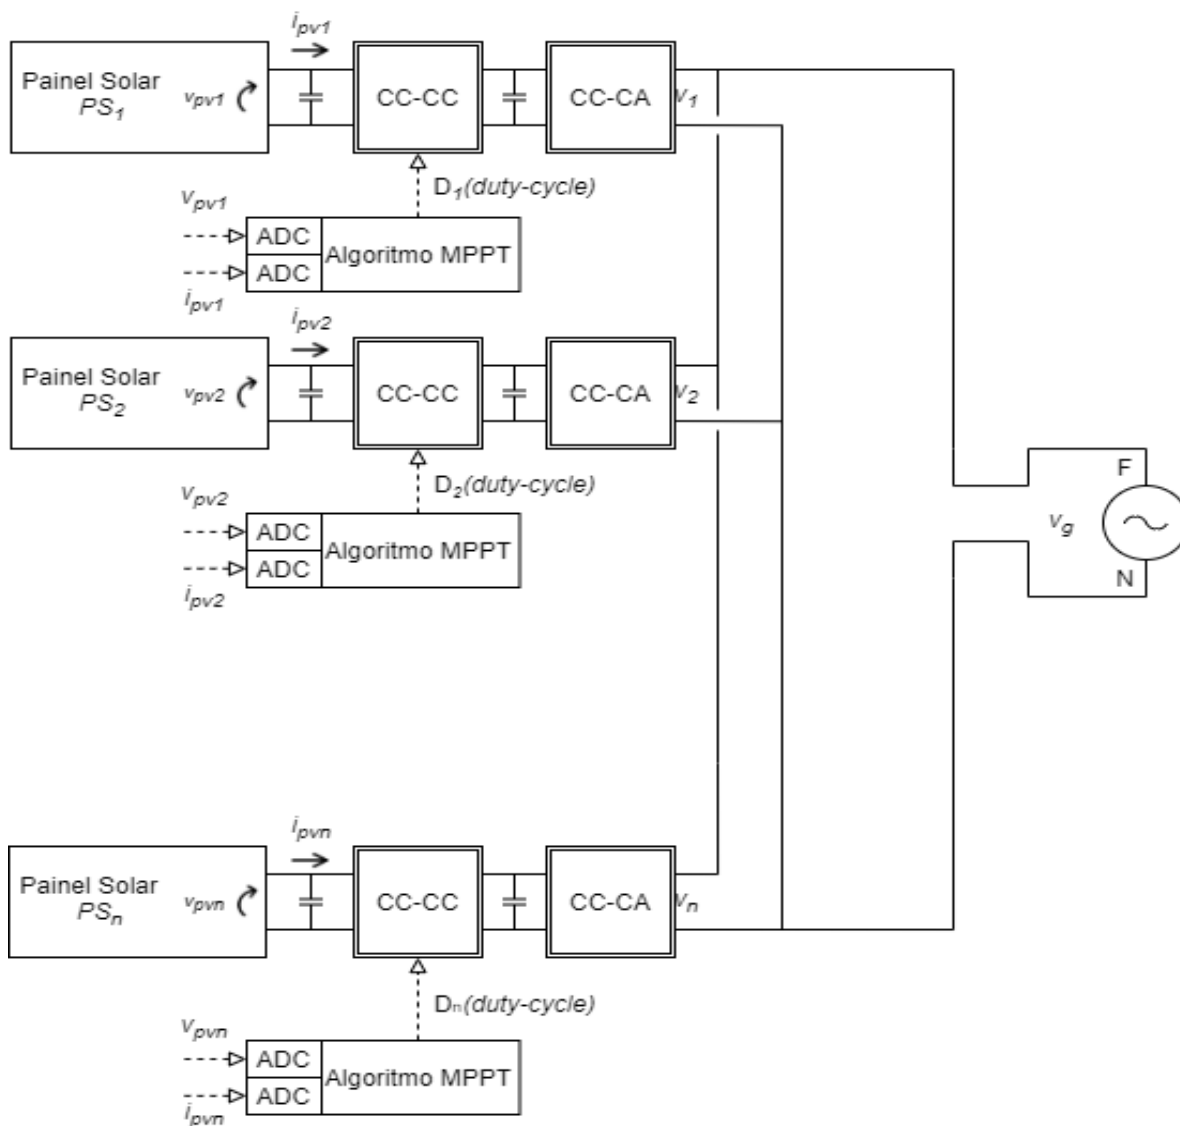 i_pv1
Painel Solar
PS_1
v_pv1
CC-CC
CC-CA
v_1
D_1(duty-cycle)
v_pv1
ADC
ADC
Algoritmo MPPT
i_pv1
i_pv2
Painel Solar
PS_2
v_pv2
CC-CC
CC-CA
v_2
D_2(duty-cycle)
v_pv2
ADC
ADC
Algoritmo MPPT
i_pv2
F
v_g
N
i_pvn
Painel Solar
PS_n
v_pvn
CC-CC
CC-CA
v_n
D_n(duty-cycle)
v_pvn
ADC
ADC
Algoritmo MPPT
i_pvn